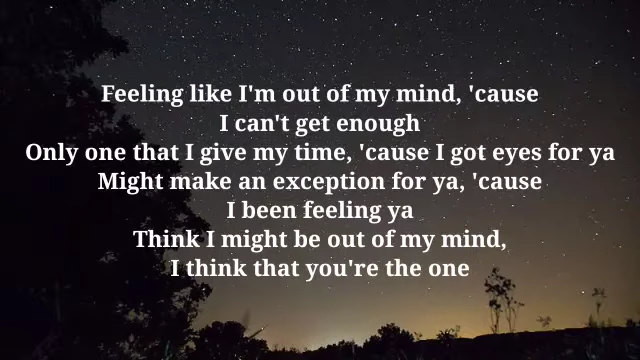 Feeling like I'm out of my mind, 'cause
I can't get enough
Only one that I give my time, 'cause I got eyes for ya
Might make an exception for ya, 'cause
I been feeling ya
Think I might be out of my mind,
I think that you're the one